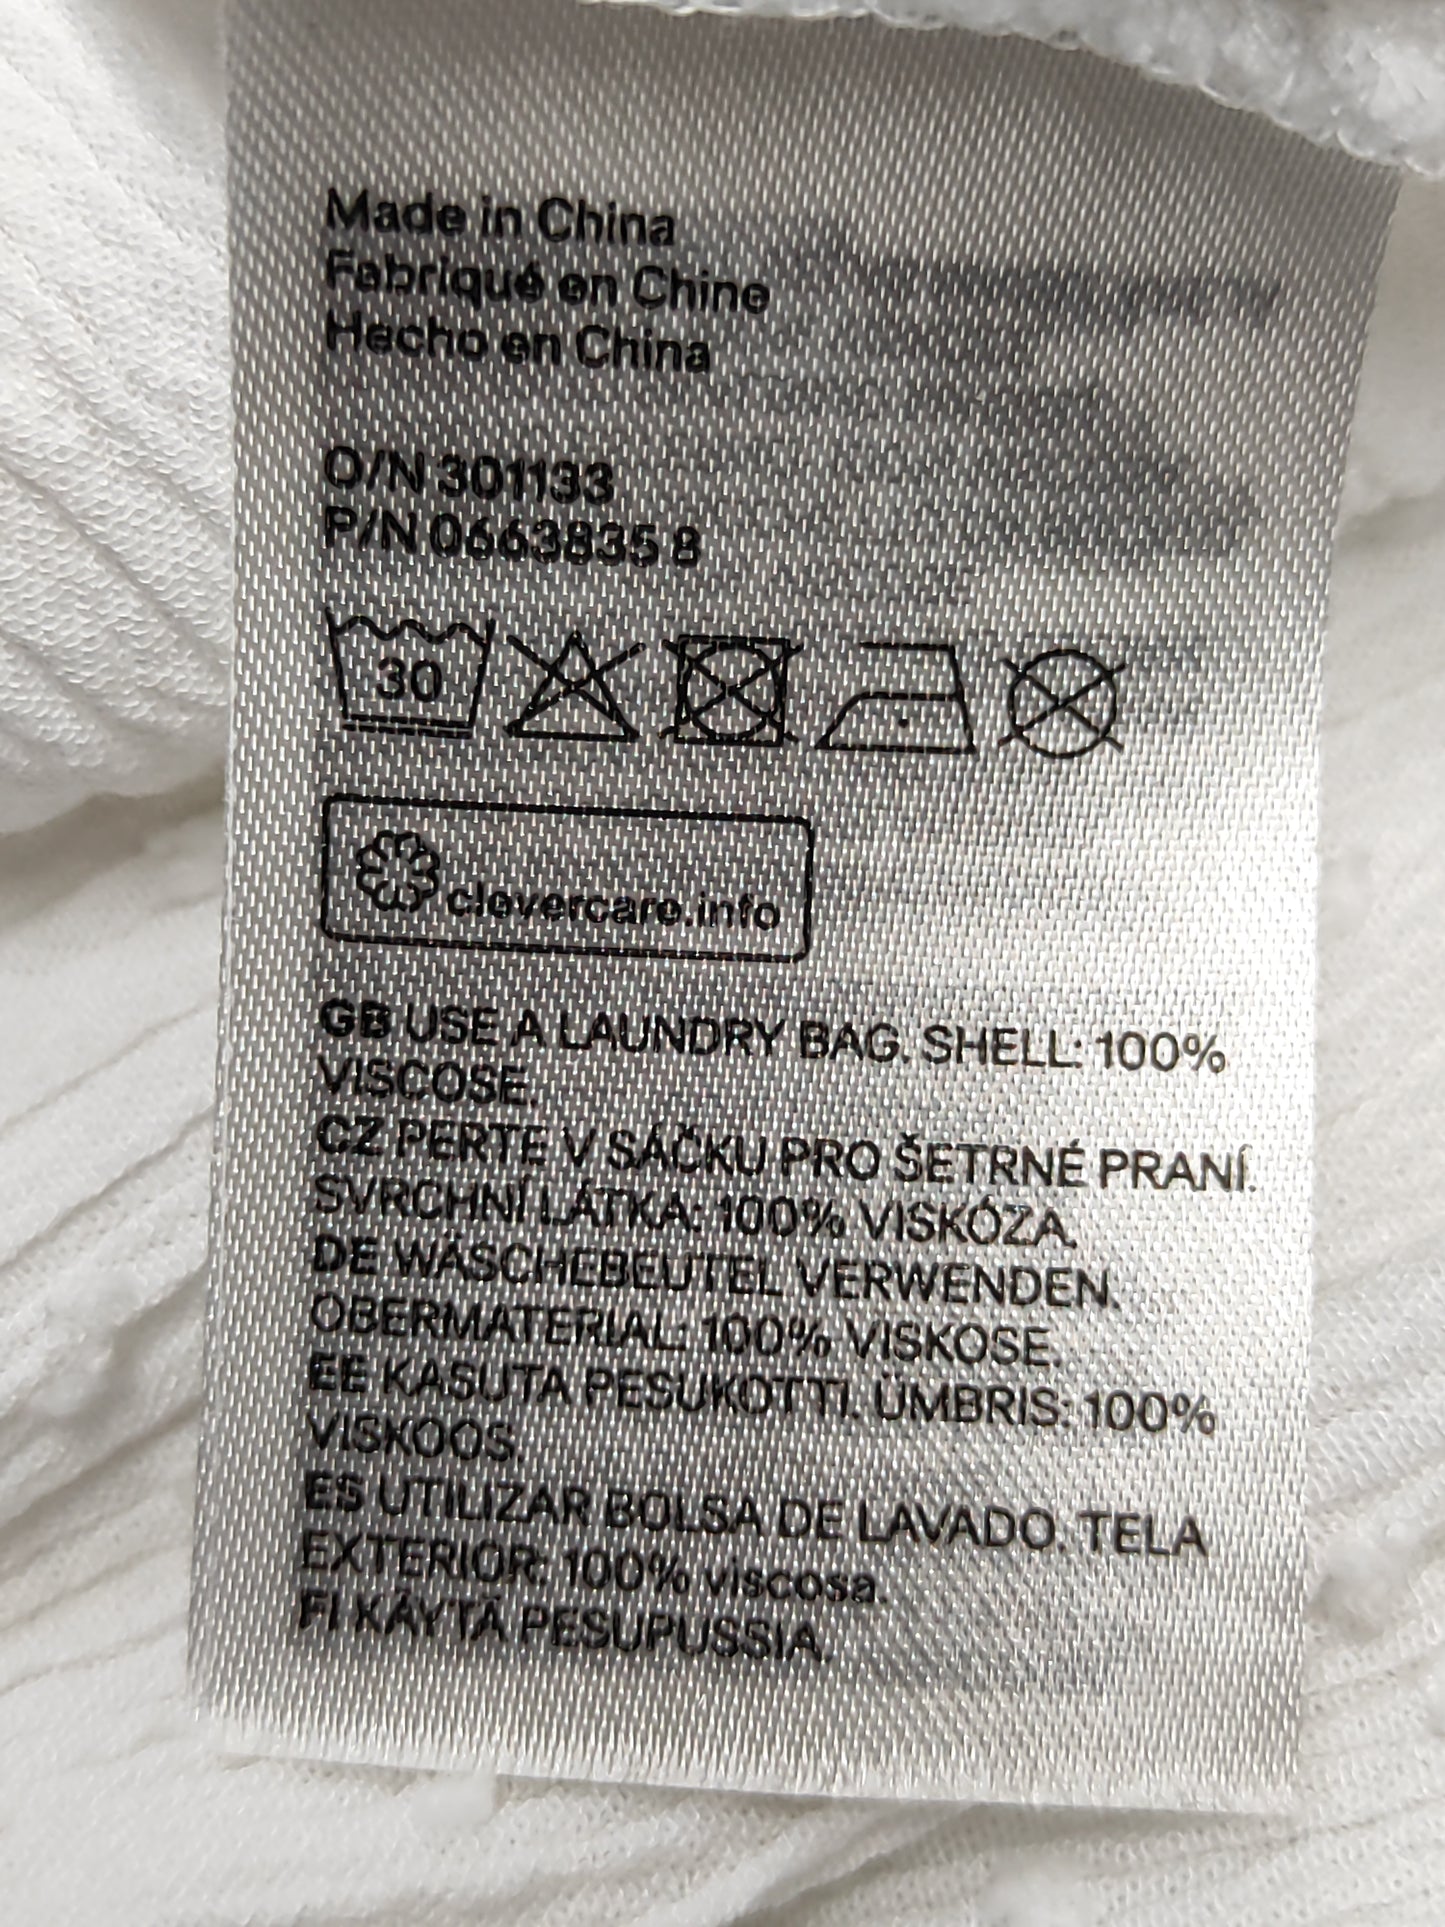 Made in China
Fabriqué en Chine
Hecho en China
O/N 301133
P/N 0663835 8
30
clevercare.info
GB USE A LAUNDRY BAG. SHELL: 100%
VISCOSE.
CZ PERTE V SÁČKU PRO ŠETRNÉ PRANÍ.
SVRCHNÍ LÁTKA: 100% VISKÓZA.
DE WÄSCHEBEUTEL VERWENDEN.
OBERMATERIAL: 100% VISKOSE.
EE KASUTA PESUKOTTI. ÜMBRIS: 100%
VISKOOS.
ES UTILIZAR BOLSA DE LAVADO. TELA
EXTERIOR: 100% viscosa.
FI KÄYTÄ PESUPUSSIA.